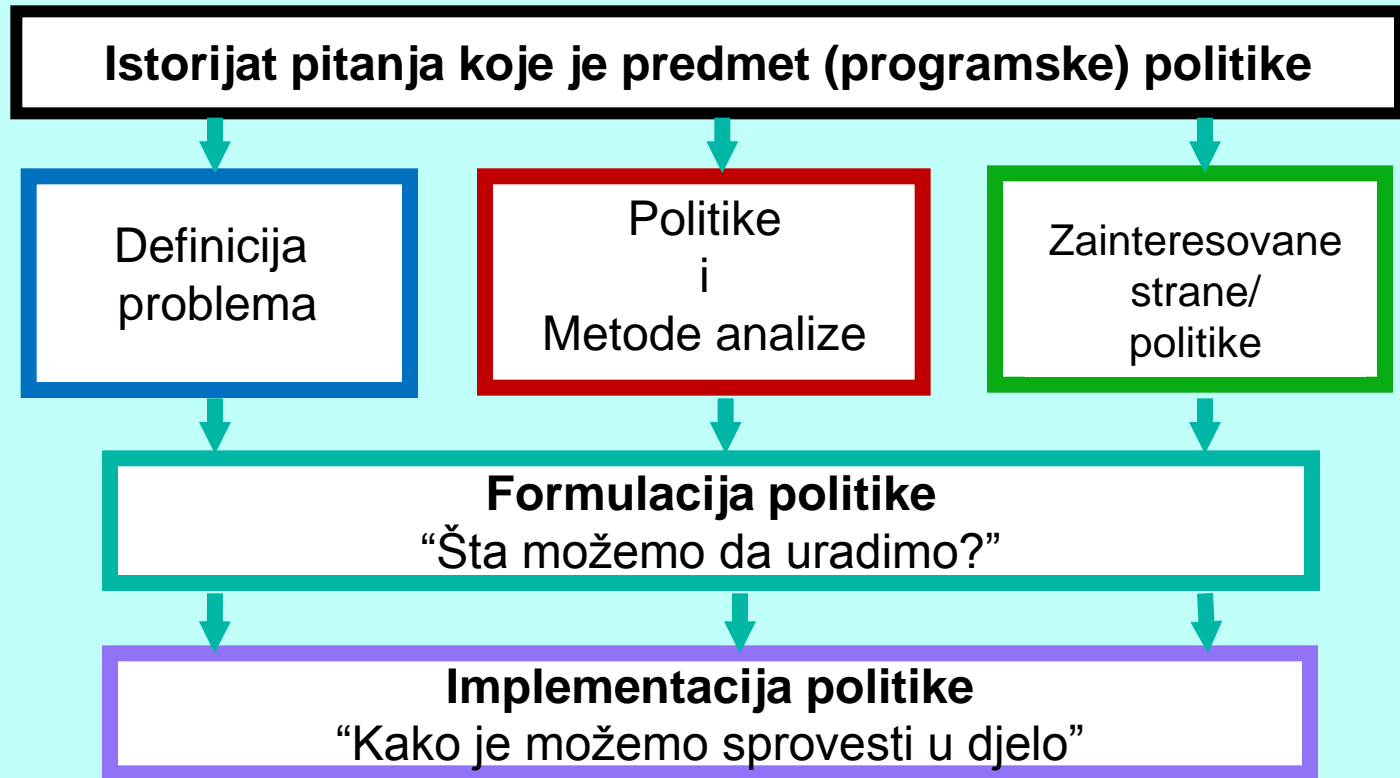 Istorijat pitanja koje je predmet (programske) politike
Definicija
problema
Politike
i
Metode analize
Zainteresovane
strane/
politike
Formulacija politike
“Šta možemo da uradimo?”
Implementacija politike
“Kako je možemo sprovesti u djelo”